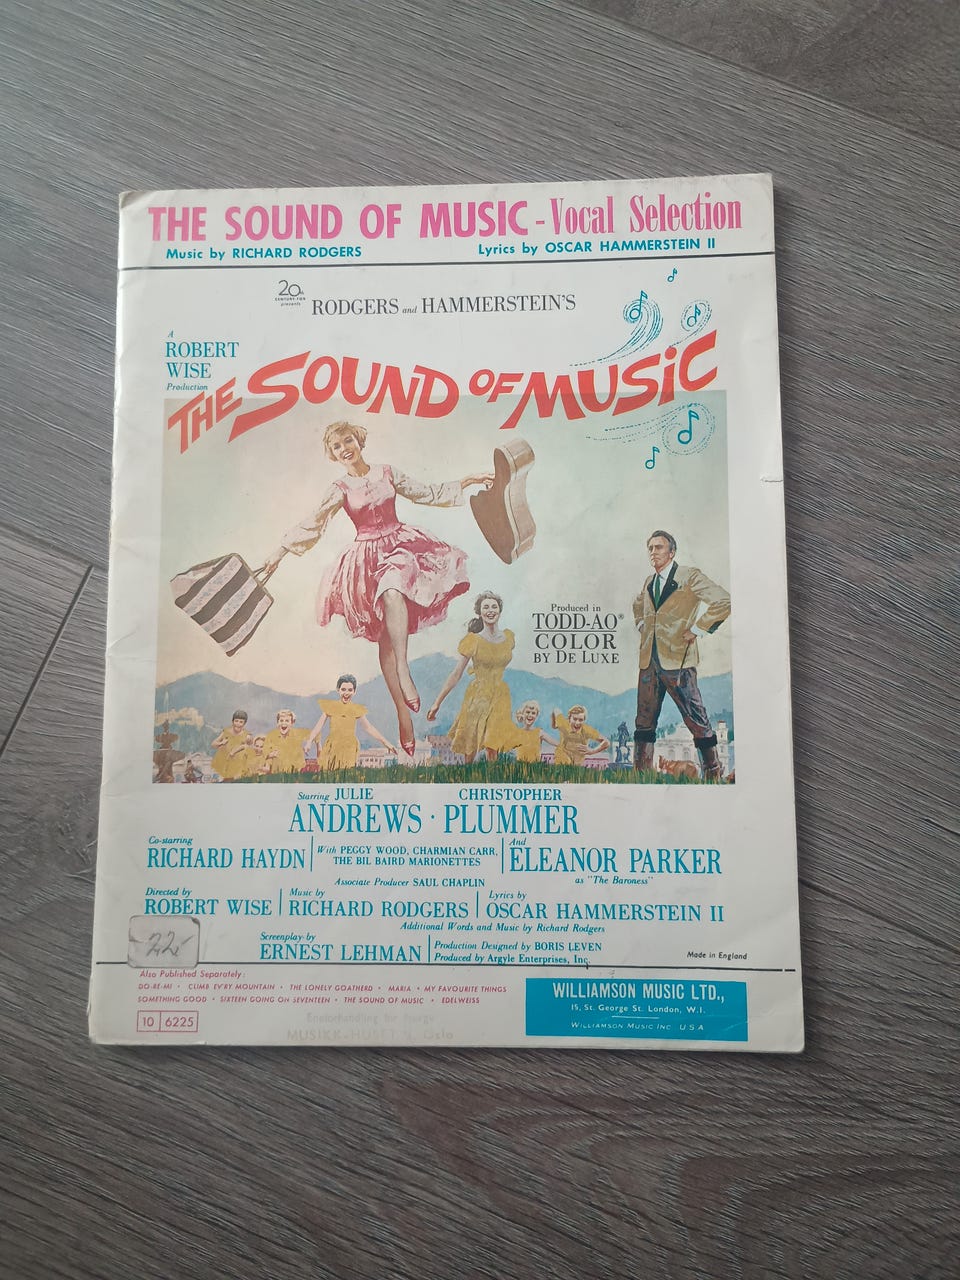 THE SOUND OF MUSIC - Vocal Selection
Music by RICHARD RODGERS Lyrics by OSCAR HAMMERSTEIN II
20th
CENTURY-FOX
presents
RODGERS and HAMMERSTEIN'S
A
ROBERT
WISE
Production
THE SOUND OF MUSiC
Produced in
TODD-AO®
COLOR
BY DE LUXE
Starring JULIE CHRISTOPHER
ANDREWS · PLUMMER
Co-starring
RICHARD HAYDN
With PEGGY WOOD, CHARMIAN CARR,
THE BIL BAIRD MARIONETTES
And
ELEANOR PARKER
as "The Baroness"
Associate Producer SAUL CHAPLIN
Directed by
ROBERT WISE
Music by
RICHARD RODGERS
Lyrics by
OSCAR HAMMERSTEIN II
Additional Words and Music by Richard Rodgers
Screenplay by
ERNEST LEHMAN
Production Designed by BORIS LEVEN
Produced by Argyle Enterprises, Inc.
Made in England
22,-
Also Published Separately:
DO-RE-MI · CLIMB EV'RY MOUNTAIN · THE LONELY GOATHERD · MARIA · MY FAVOURITE THINGS
SOMETHING GOOD · SIXTEEN GOING ON SEVENTEEN · THE SOUND OF MUSIC · EDELWEISS
10 6225
Eneforhandling for Norge
MUSIKK-HUSET Oslo
WILLIAMSON MUSIC LTD.,
15, St. George St. London, W.1.
WILLIAMSON MUSIC INC. U S A